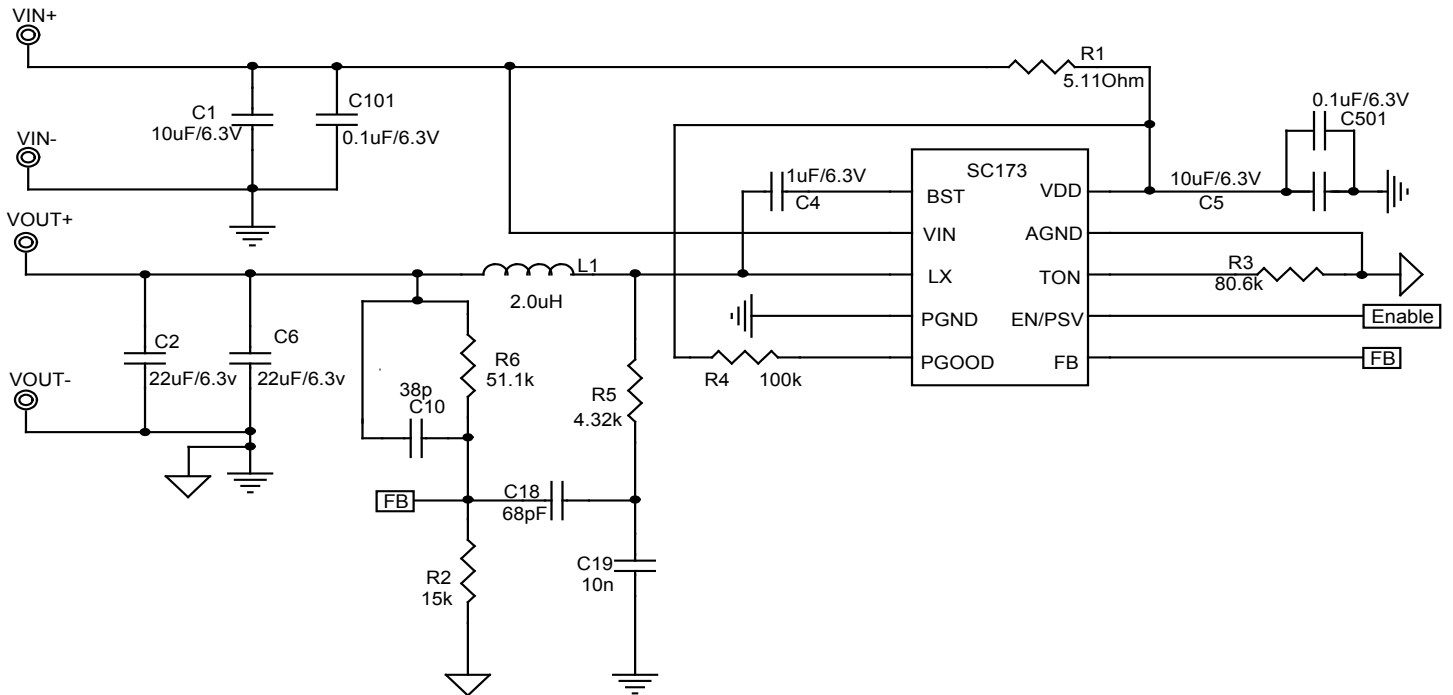 VIN+
R1
5.11Ohm
C1
10uF/6.3V
C101
0.1uF/6.3V
0.1uF/6.3V
C501
VIN-
SC173
1uF/6.3V
C4
BST
VDD
10uF/6.3V
C5
VOUT+
VIN
AGND
L1
2.0uH
LX
TON
R3
80.6k
PGND
EN/PSV
Enable
C2
22uF/6.3v
C6
22uF/6.3v
R6
51.1k
PGOOD
FB
FB
R4
100k
VOUT-
38p
C10
R5
4.32k
FB
C18
68pF
R2
15k
C19
10n